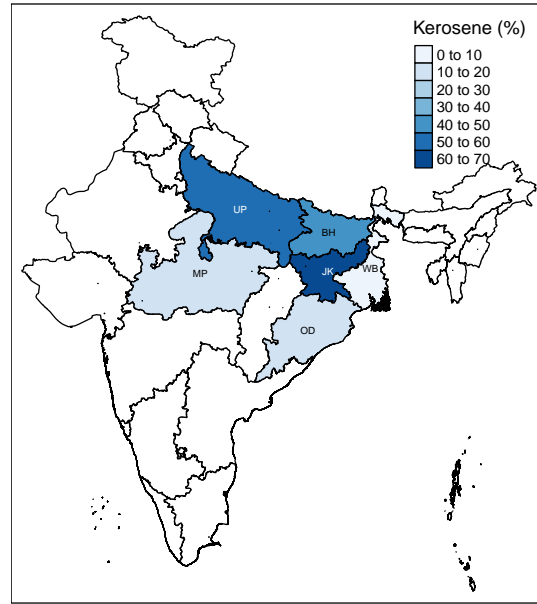 Kerosene (%)
0 to 10
10 to 20
20 to 30
30 to 40
40 to 50
50 to 60
60 to 70
UP
BH
MP
JK
WB
OD